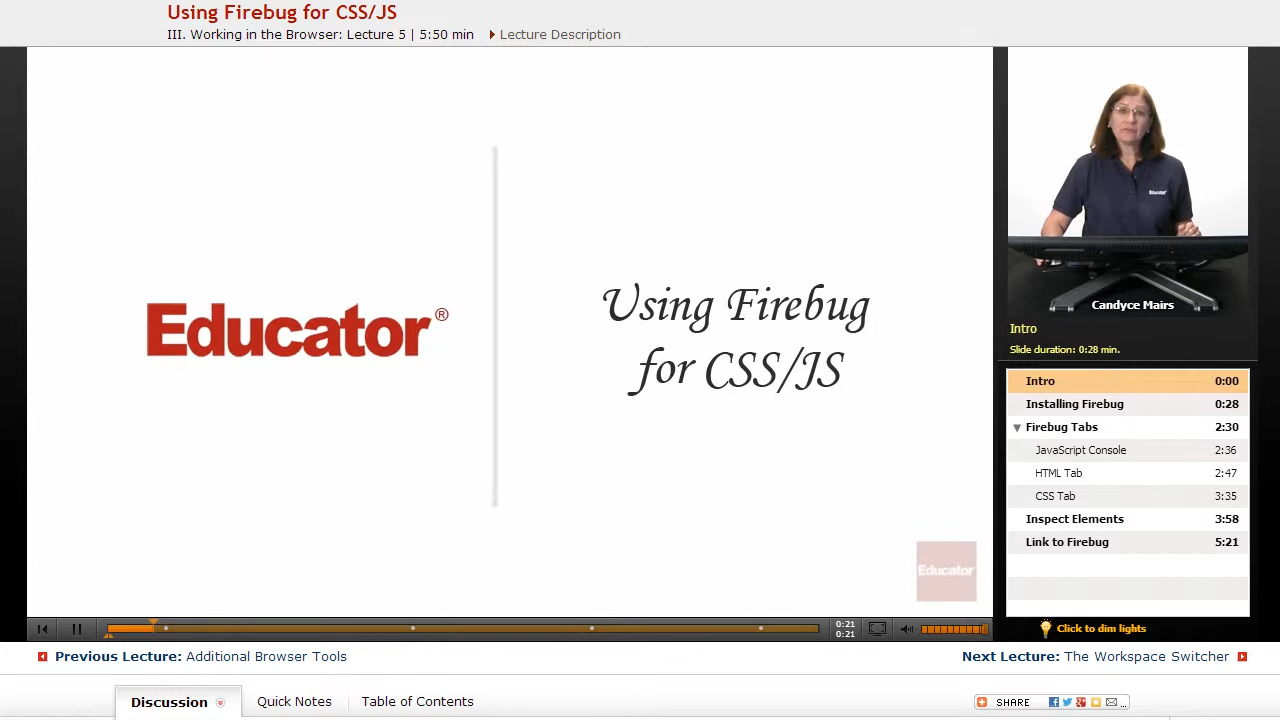 Using Firebug for CSS/JS
III. Working in the Browser: Lecture 5 | 5:50 min Lecture Description
Educator®
Using Firebug
for CSS/JS
Educator
Educator
Candyce Mairs
Intro
Slide duration: 0:28 min.
Intro 0:00
Installing Firebug 0:28
Firebug Tabs 2:30
JavaScript Console 2:36
HTML Tab 2:47
CSS Tab 3:35
Inspect Elements 3:58
Link to Firebug 5:21
0:21
0:21
Click to dim lights
Previous Lecture: Additional Browser Tools
Next Lecture: The Workspace Switcher
Discussion Quick Notes Table of Contents
SHARE ...